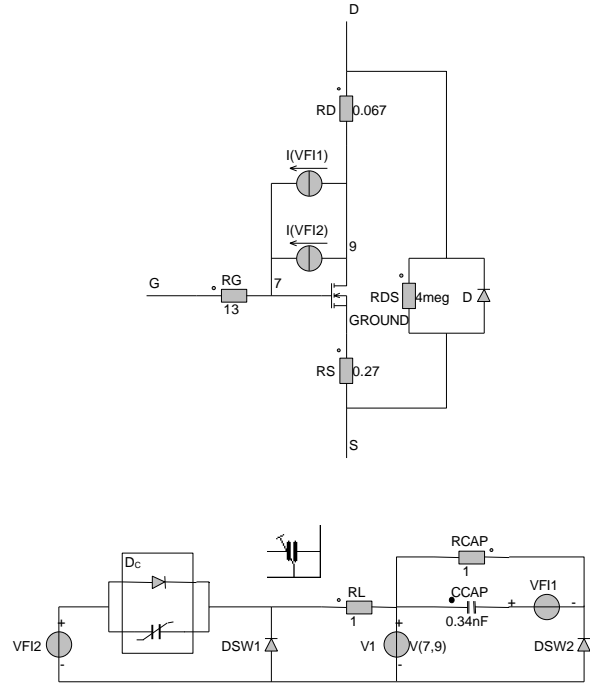 D
RD 0.067
I(VFI1)
I(VFI2)
9
G RG 7
13
RDS 4meg D
GROUND
RS 0.27
S
DC
RCAP
1
RL CCAP VFI1
1 0.34nF
+ -
VFI2 + - DSW1 V1 + - V(7,9) DSW2